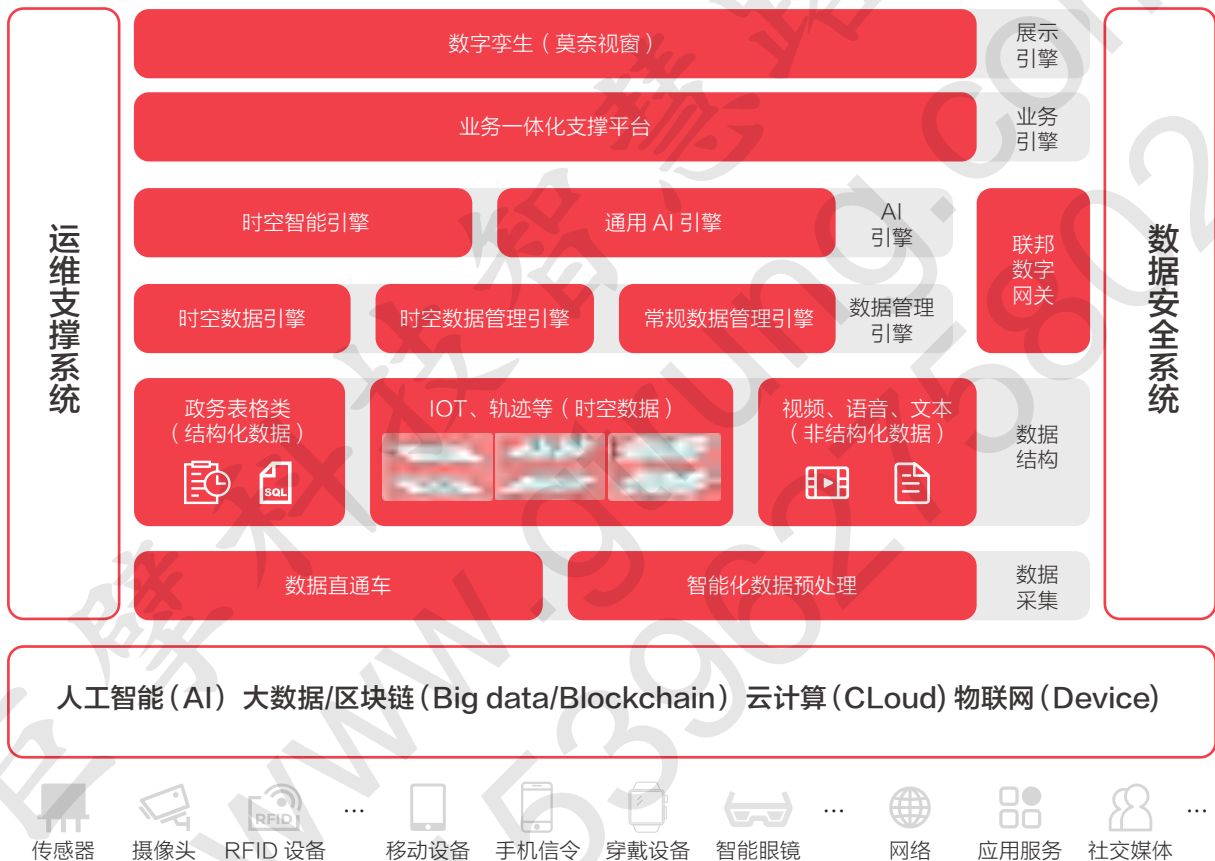 数字孪生（莫奈视窗）
展示
引擎
业务一体化支撑平台
业务
引擎
时空智能引擎
通用 AI 引擎
AI
引擎
联邦
数字
网关
时空数据引擎
时空数据管理引擎
常规数据管理引擎
数据管理
引擎
政务表格类
（结构化数据）
SQL
IOT、轨迹等（时空数据）
视频、语音、文本
（非结构化数据）
数据
结构
数据直通车
智能化数据预处理
数据
采集
运维支撑系统
数据安全系统
人工智能（AI）大数据/区块链（Big data/Blockchain）云计算（CLoud）物联网（Device）
RFID
传感器 摄像头 RFID 设备 … 移动设备 手机信令 穿戴设备 智能眼镜 … 网络 应用服务 社交媒体 …
www.gtjung.com